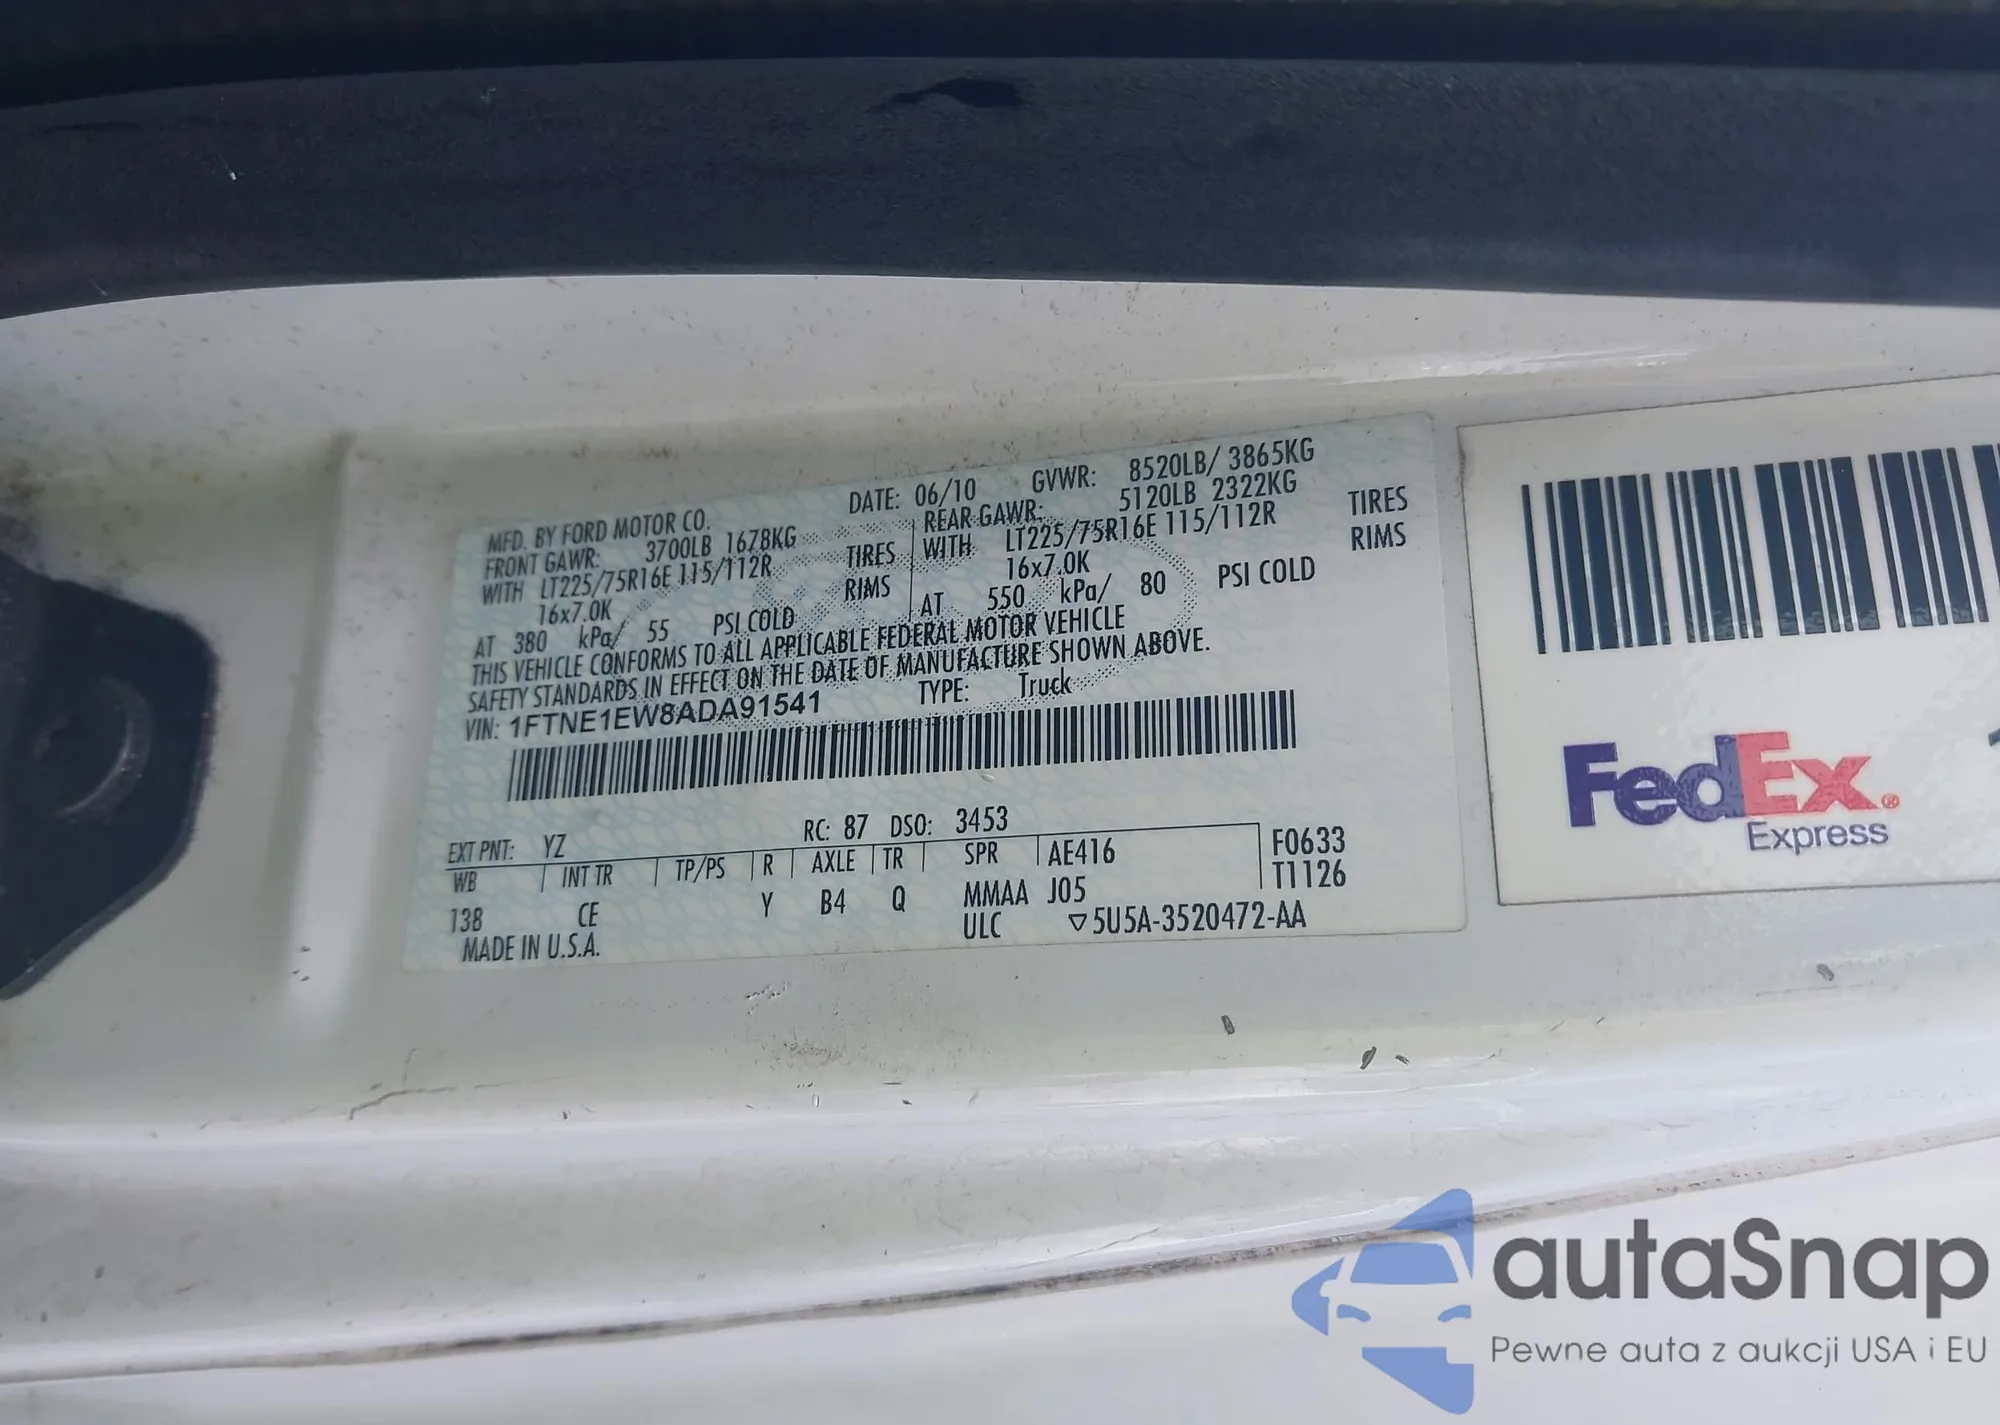 MFD. BY FORD MOTOR CO. DATE: 06/10 GVWR: 8520LB/ 3865KG
FRONT GAWR: 3700LB 1678KG REAR GAWR: 5120LB 2322KG
WITH LT225/75R16E 115/112R TIRES WITH LT225/75R16E 115/112R TIRES
16x7.0K RIMS 16x7.0K RIMS
AT 380 kPa/ 55 PSI COLD AT 550 kPa/ 80 PSI COLD
THIS VEHICLE CONFORMS TO ALL APPLICABLE FEDERAL MOTOR VEHICLE
SAFETY STANDARDS IN EFFECT ON THE DATE OF MANUFACTURE SHOWN ABOVE.
VIN: 1FTNE1EW8ADA91541 TYPE: Truck
EXT PNT: YZ RC: 87 DSO: 3453
WB INT TR TP/PS R AXLE TR SPR AE416 F0633
138 CE Y B4 Q MMAA J05 T1126
MADE IN U.S.A. ULC ▽5U5A-3520472-AA
FedEx®
Express
autaSnap
Pewne auta z aukcji USA i EU